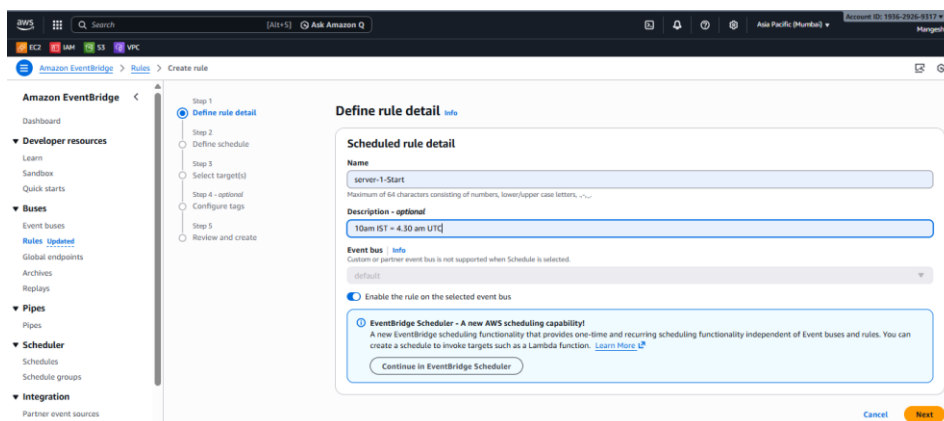 aws
Search
[Alt+S]
Ask Amazon Q
Asia Pacific (Mumbai)
Account ID: 1936-2926-9317
Mangesh
EC2
IAM
S3
VPC
Amazon EventBridge > Rules > Create rule
Amazon EventBridge
Dashboard
Developer resources
Learn
Sandbox
Quick starts
Buses
Event buses
Rules Updated
Global endpoints
Archives
Replays
Pipes
Pipes
Scheduler
Schedules
Schedule groups
Integration
Partner event sources
Step 1
Define rule detail
Step 2
Define schedule
Step 3
Select target(s)
Step 4 - optional
Configure tags
Step 5
Review and create
Define rule detail Info
Scheduled rule detail
Name
server-1-Start
Maximum of 64 characters consisting of numbers, lower/upper case letters, .,-,_.
Description - optional
10am IST = 4.30 am UTC
Event bus Info
Custom or partner event bus is not supported when Schedule is selected.
default
Enable the rule on the selected event bus
EventBridge Scheduler - A new AWS scheduling capability!
A new EventBridge scheduling functionality that provides one-time and recurring scheduling functionality independent of Event buses and rules. You can
create a schedule to invoke targets such as a Lambda function. Learn More
Continue in EventBridge Scheduler
Cancel
Next